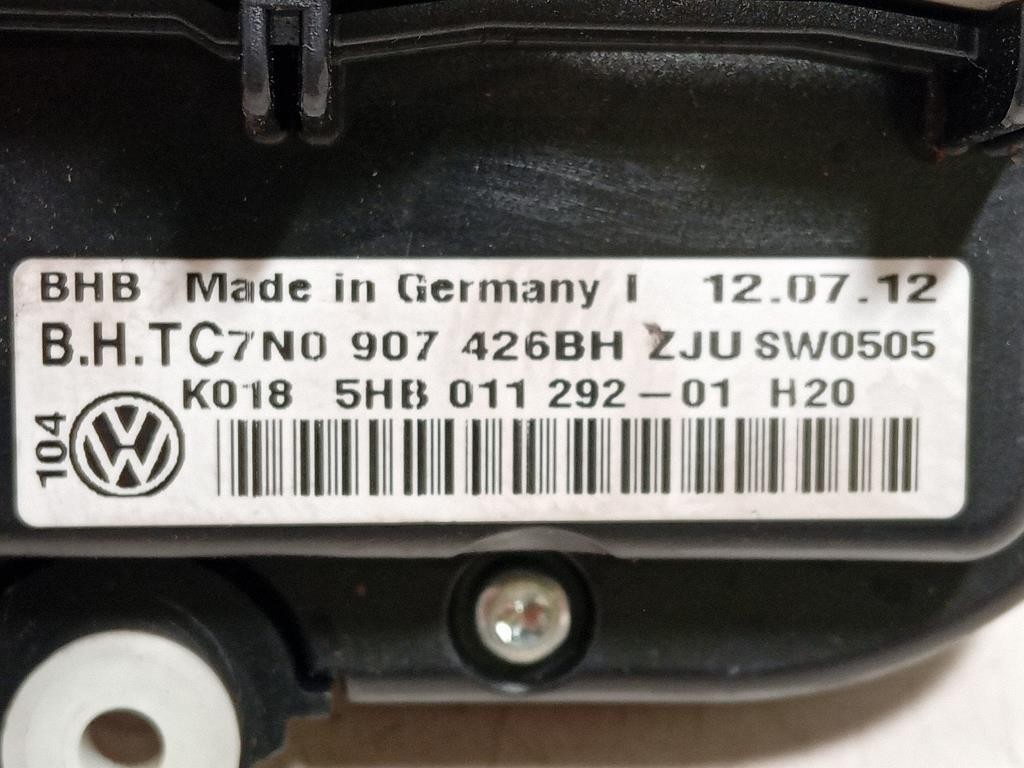 BHB Made in Germany I 12.07.12
B.H.TC7N0 907 426BH ZJU SW0505
K018 5HB 011 292-01 H20
104